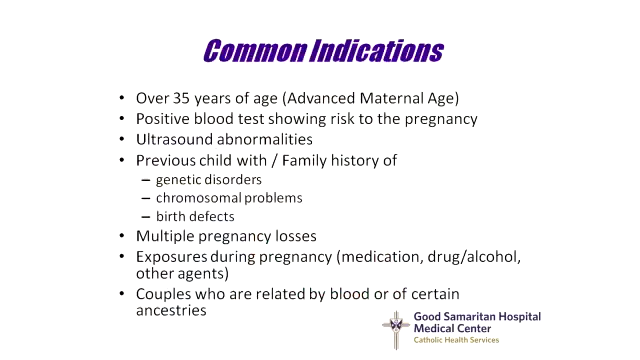 Common Indications
• Over 35 years of age (Advanced Maternal Age)
• Positive blood test showing risk to the pregnancy
• Ultrasound abnormalities
• Previous child with / Family history of
– genetic disorders
– chromosomal problems
– birth defects
• Multiple pregnancy losses
• Exposures during pregnancy (medication, drug/alcohol,
other agents)
• Couples who are related by blood or of certain
ancestries
Good Samaritan Hospital
Medical Center
Catholic Health Services